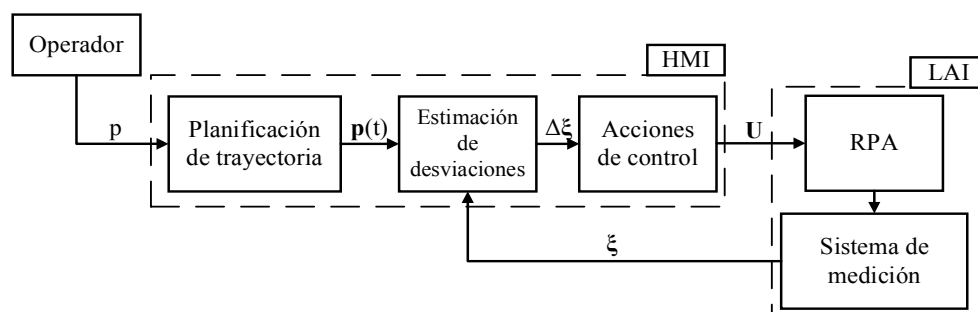 Operador
HMI
LAI
p
Planificación
de trayectoria
p(t)
Estimación
de
desviaciones
Δξ
Acciones
de control
U
RPA
ξ
Sistema de
medición